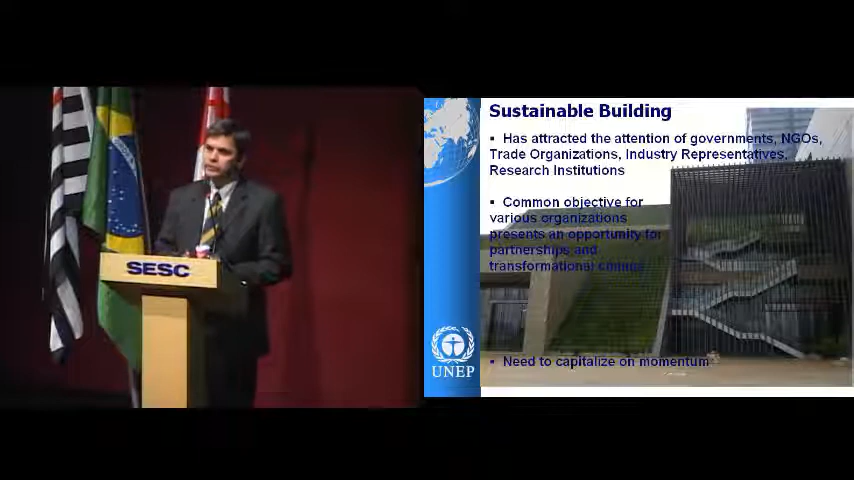 SESC
Sustainable Building
▪ Has attracted the attention of governments, NGOs,
Trade Organizations, Industry Representatives,
Research Institutions
▪ Common objective for
various organizations
presents an opportunity for
partnerships and
transformational
▪ Need to capitalize on momentum
UNEP